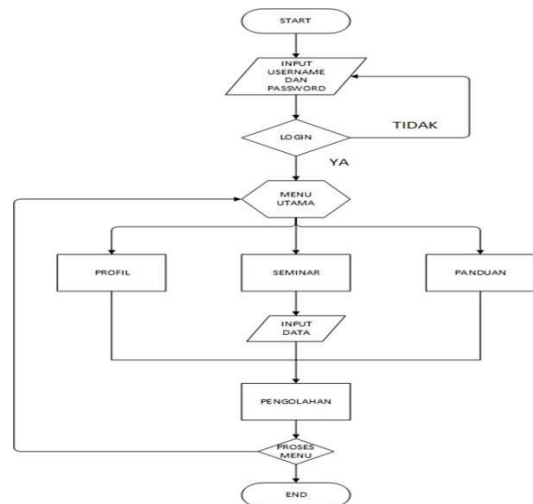 START
INPUT
USERNAME
DAN
PASSWORD
LOGIN
TIDAK
YA
MENU
UTAMA
PROFIL
SEMINAR
PANDUAN
INPUT
DATA
PENGOLAHAN
PROSES
MENU
END